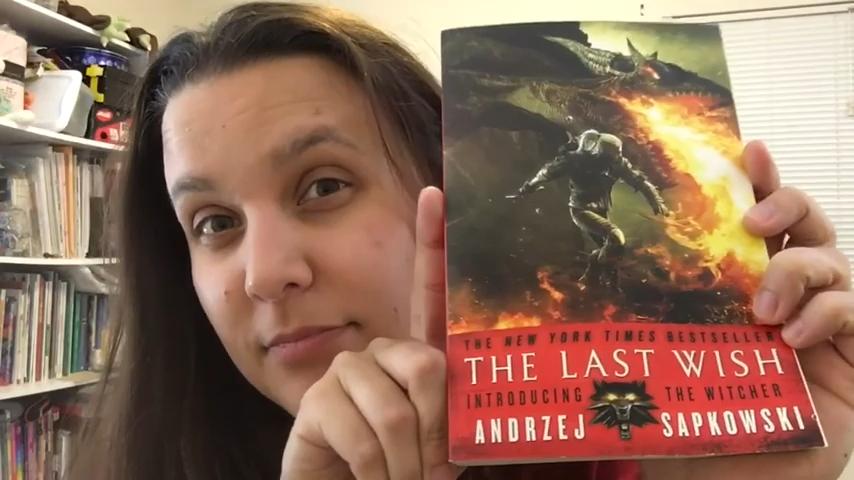 THE NEW YORK TIMES BESTSELLER
THE LAST WISH
INTRODUCING THE WITCHER
ANDRZEJ SAPKOWSKI